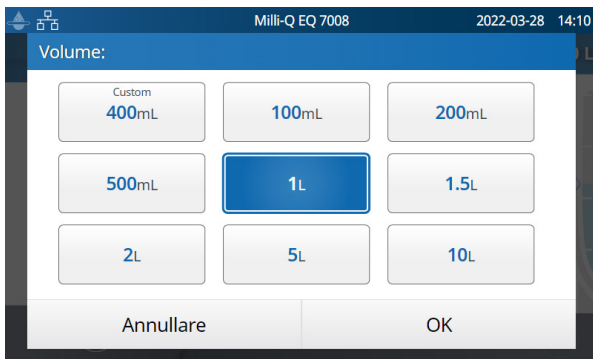 Milli-Q EQ 7008 2022-03-28 14:10
Volume:
Custom
400mL 100mL 200mL
500mL 1L 1.5L
2L 5L 10L
Annullare OK